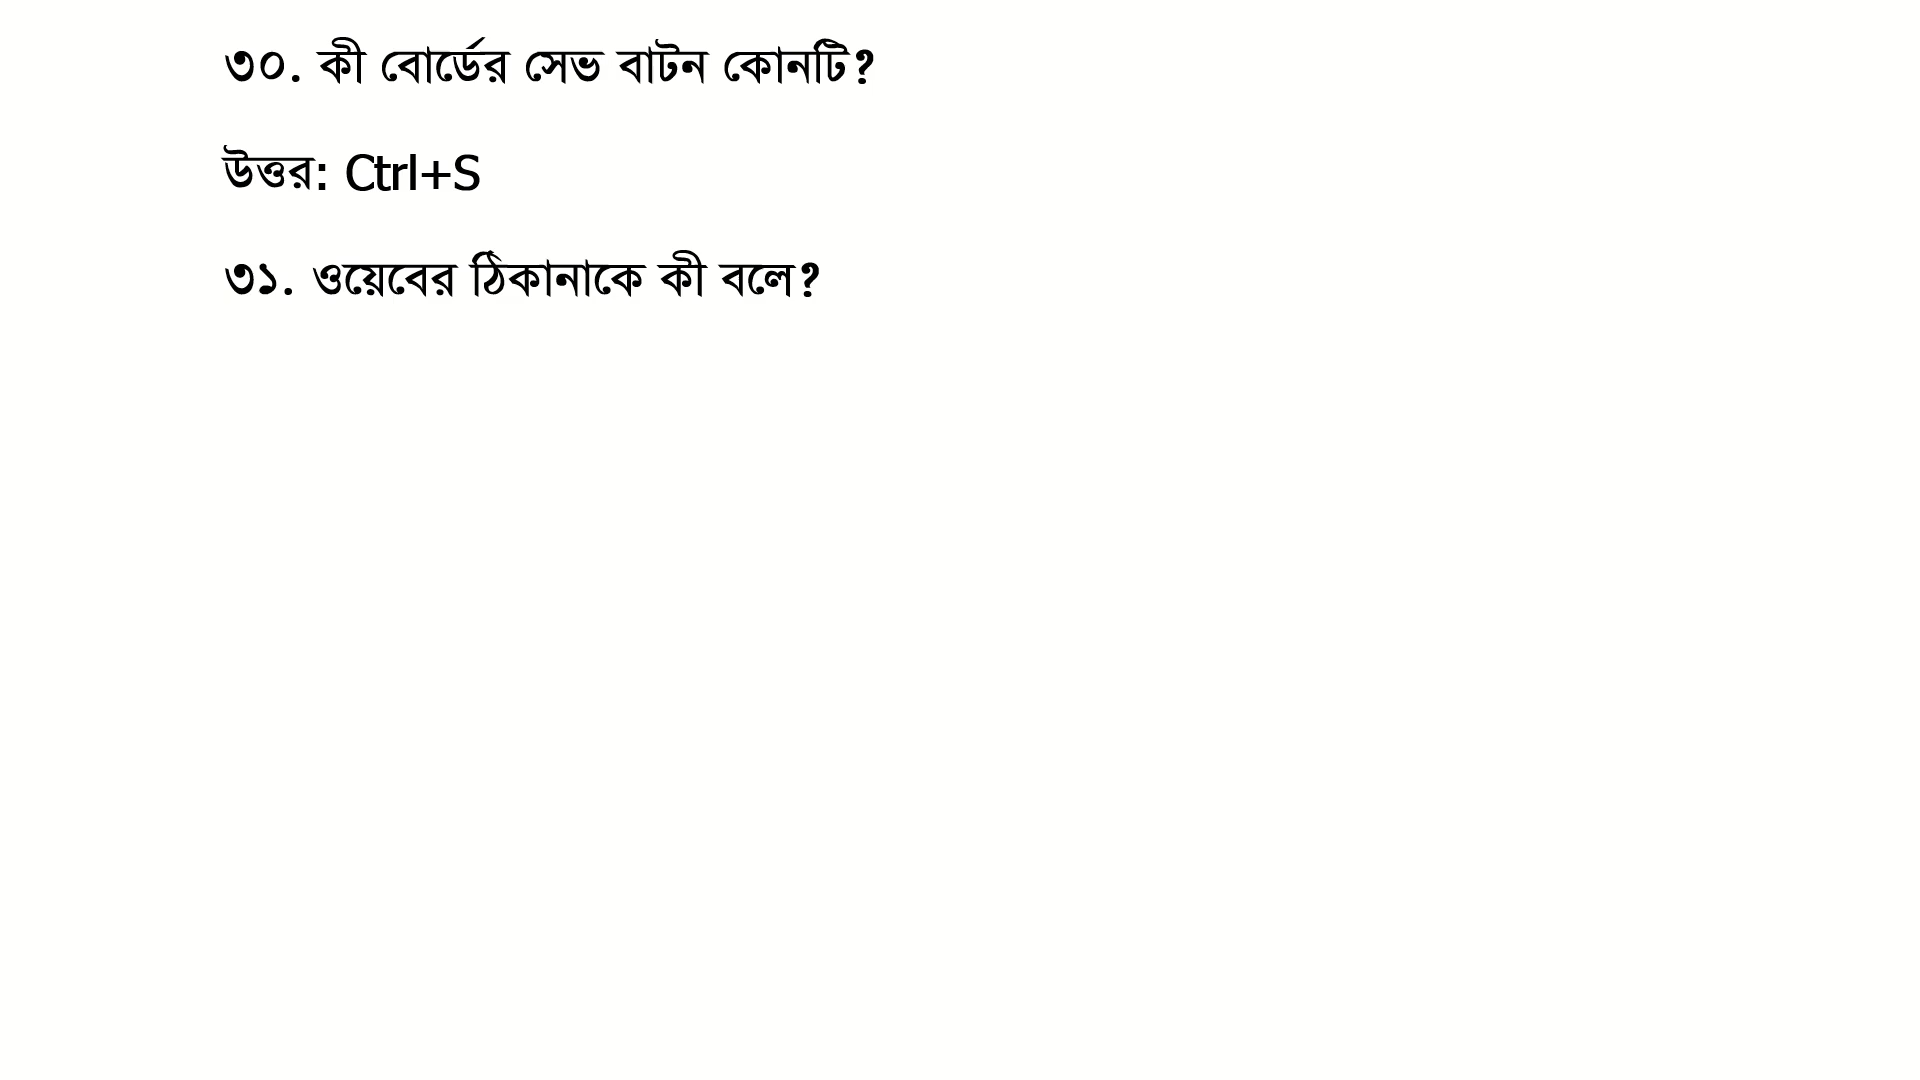 ৩০. কী বোর্ডের সেভ বাটন কোনটি?
উত্তর: Ctrl+S
৩১. ওয়েবের ঠিকানাকে কী বলে?